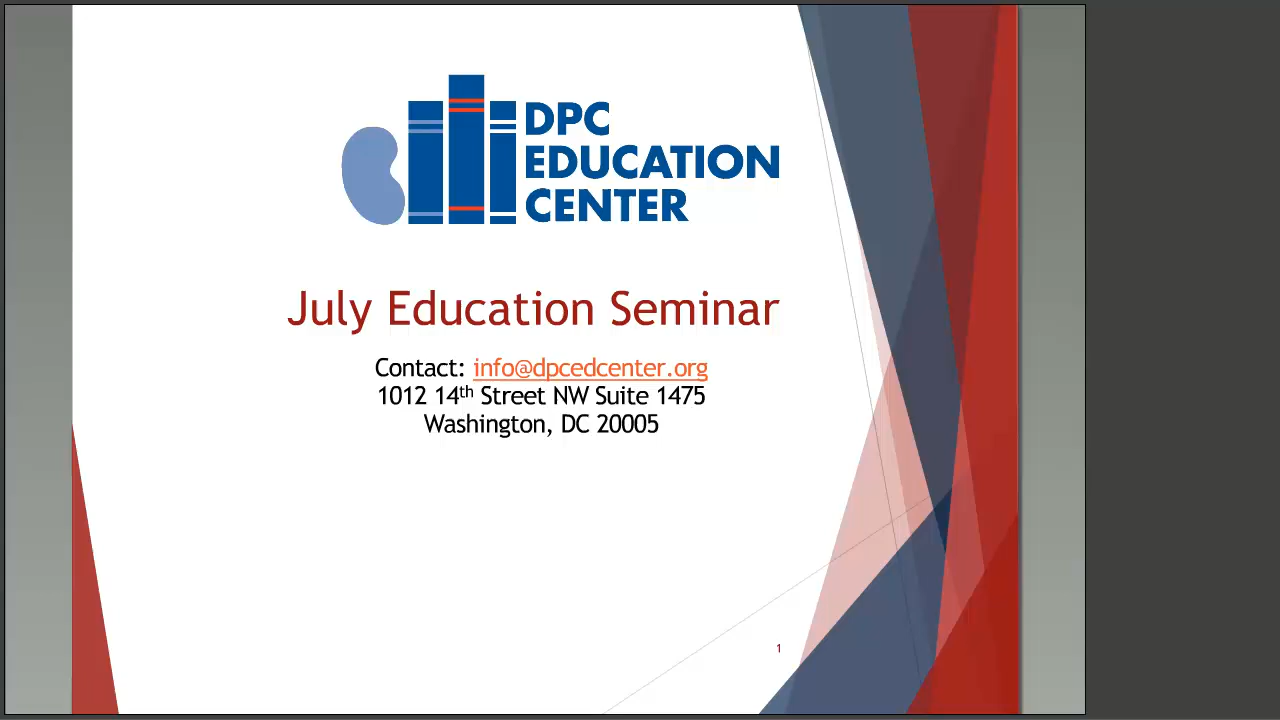 DPC
EDUCATION
CENTER
July Education Seminar
Contact: info@dpcedcenter.org
1012 14th Street NW Suite 1475
Washington, DC 20005
1